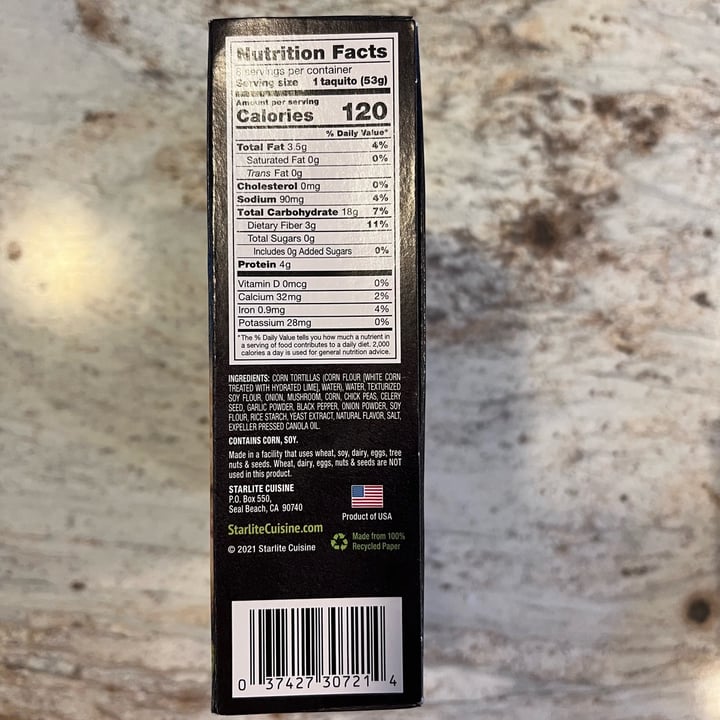 Nutrition Facts
8 servings per container
Serving size 1 taquito (53g)
Amount per serving
Calories 120
% Daily Value*
Total Fat 3.5g 4%
Saturated Fat 0g 0%
Trans Fat 0g
Cholesterol 0mg 0%
Sodium 90mg 4%
Total Carbohydrate 18g 7%
Dietary Fiber 3g 11%
Total Sugars 0g
Includes 0g Added Sugars 0%
Protein 4g
Vitamin D 0mcg 0%
Calcium 32mg 2%
Iron 0.9mg 4%
Potassium 28mg 0%
*The % Daily Value tells you how much a nutrient in
a serving of food contributes to a daily diet. 2,000
calories a day is used for general nutrition advice.
INGREDIENTS: CORN TORTILLAS (CORN FLOUR [WHITE CORN
TREATED WITH HYDRATED LIME], WATER), WATER, TEXTURIZED
SOY FLOUR, ONION, MUSHROOM, CORN, CHICK PEAS, CELERY
SEED, GARLIC POWDER, BLACK PEPPER, ONION POWDER, SOY
FLOUR, RICE STARCH, YEAST EXTRACT, NATURAL FLAVOR, SALT,
EXPELLER PRESSED CANOLA OIL.
CONTAINS CORN, SOY.
Made in a facility that uses wheat, soy, dairy, eggs, tree
nuts & seeds. Wheat, dairy, eggs, nuts & seeds are NOT
used in this product.
STARLITE CUISINE
P.O. Box 550,
Seal Beach, CA 90740
Product of USA
StarliteCuisine.com
© 2021 Starlite Cuisine
Made from 100%
Recycled Paper
0 37427 30721 4